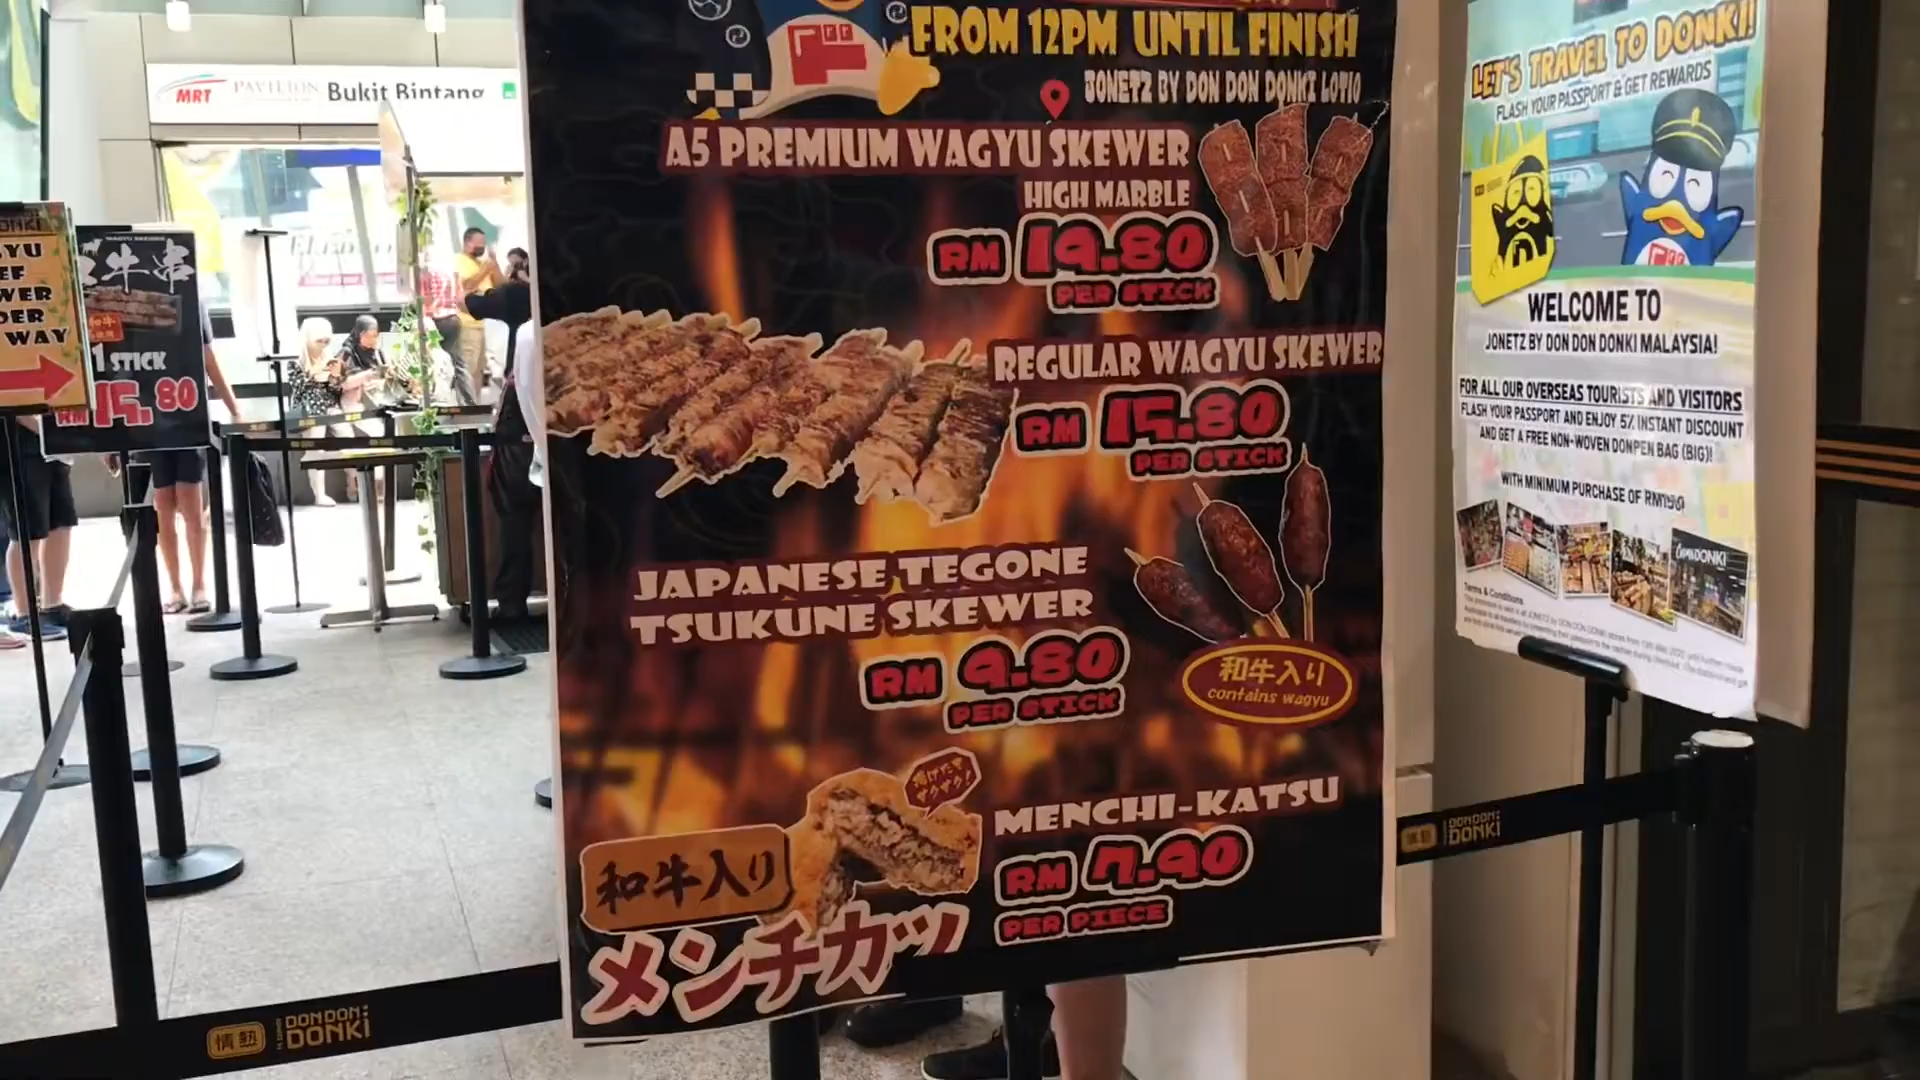 MRT PAVILION Bukit Bintang
WER
WAY
1 STICK
RM 15.80
FROM 12PM UNTIL FINISH
JONETZ BY DON DON DONKI LOT10
A5 PREMIUM WAGYU SKEWER
HIGH MARBLE
RM 19.80
PER STICK
REGULAR WAGYU SKEWER
RM 15.80
PER STICK
JAPANESE TEGONE
TSUKUNE SKEWER
RM 9.80
PER STICK
和牛入り
contains wagyu
MENCHI-KATSU
RM 7.90
PER PIECE
和牛入り
メンチカツ
LET'S TRAVEL TO DONKI!
FLASH YOUR PASSPORT & GET REWARDS
WELCOME TO
JONETZ BY DON DON DONKI MALAYSIA!
FOR ALL OUR OVERSEAS TOURISTS AND VISITORS
FLASH YOUR PASSPORT AND ENJOY 5% INSTANT DISCOUNT
AND GET A FREE NON-WOVEN DONPEN BAG (BIG)!
WITH MINIMUM PURCHASE OF
Terms & Conditions
情熱 DON DON DONKi
DON DON DONKi